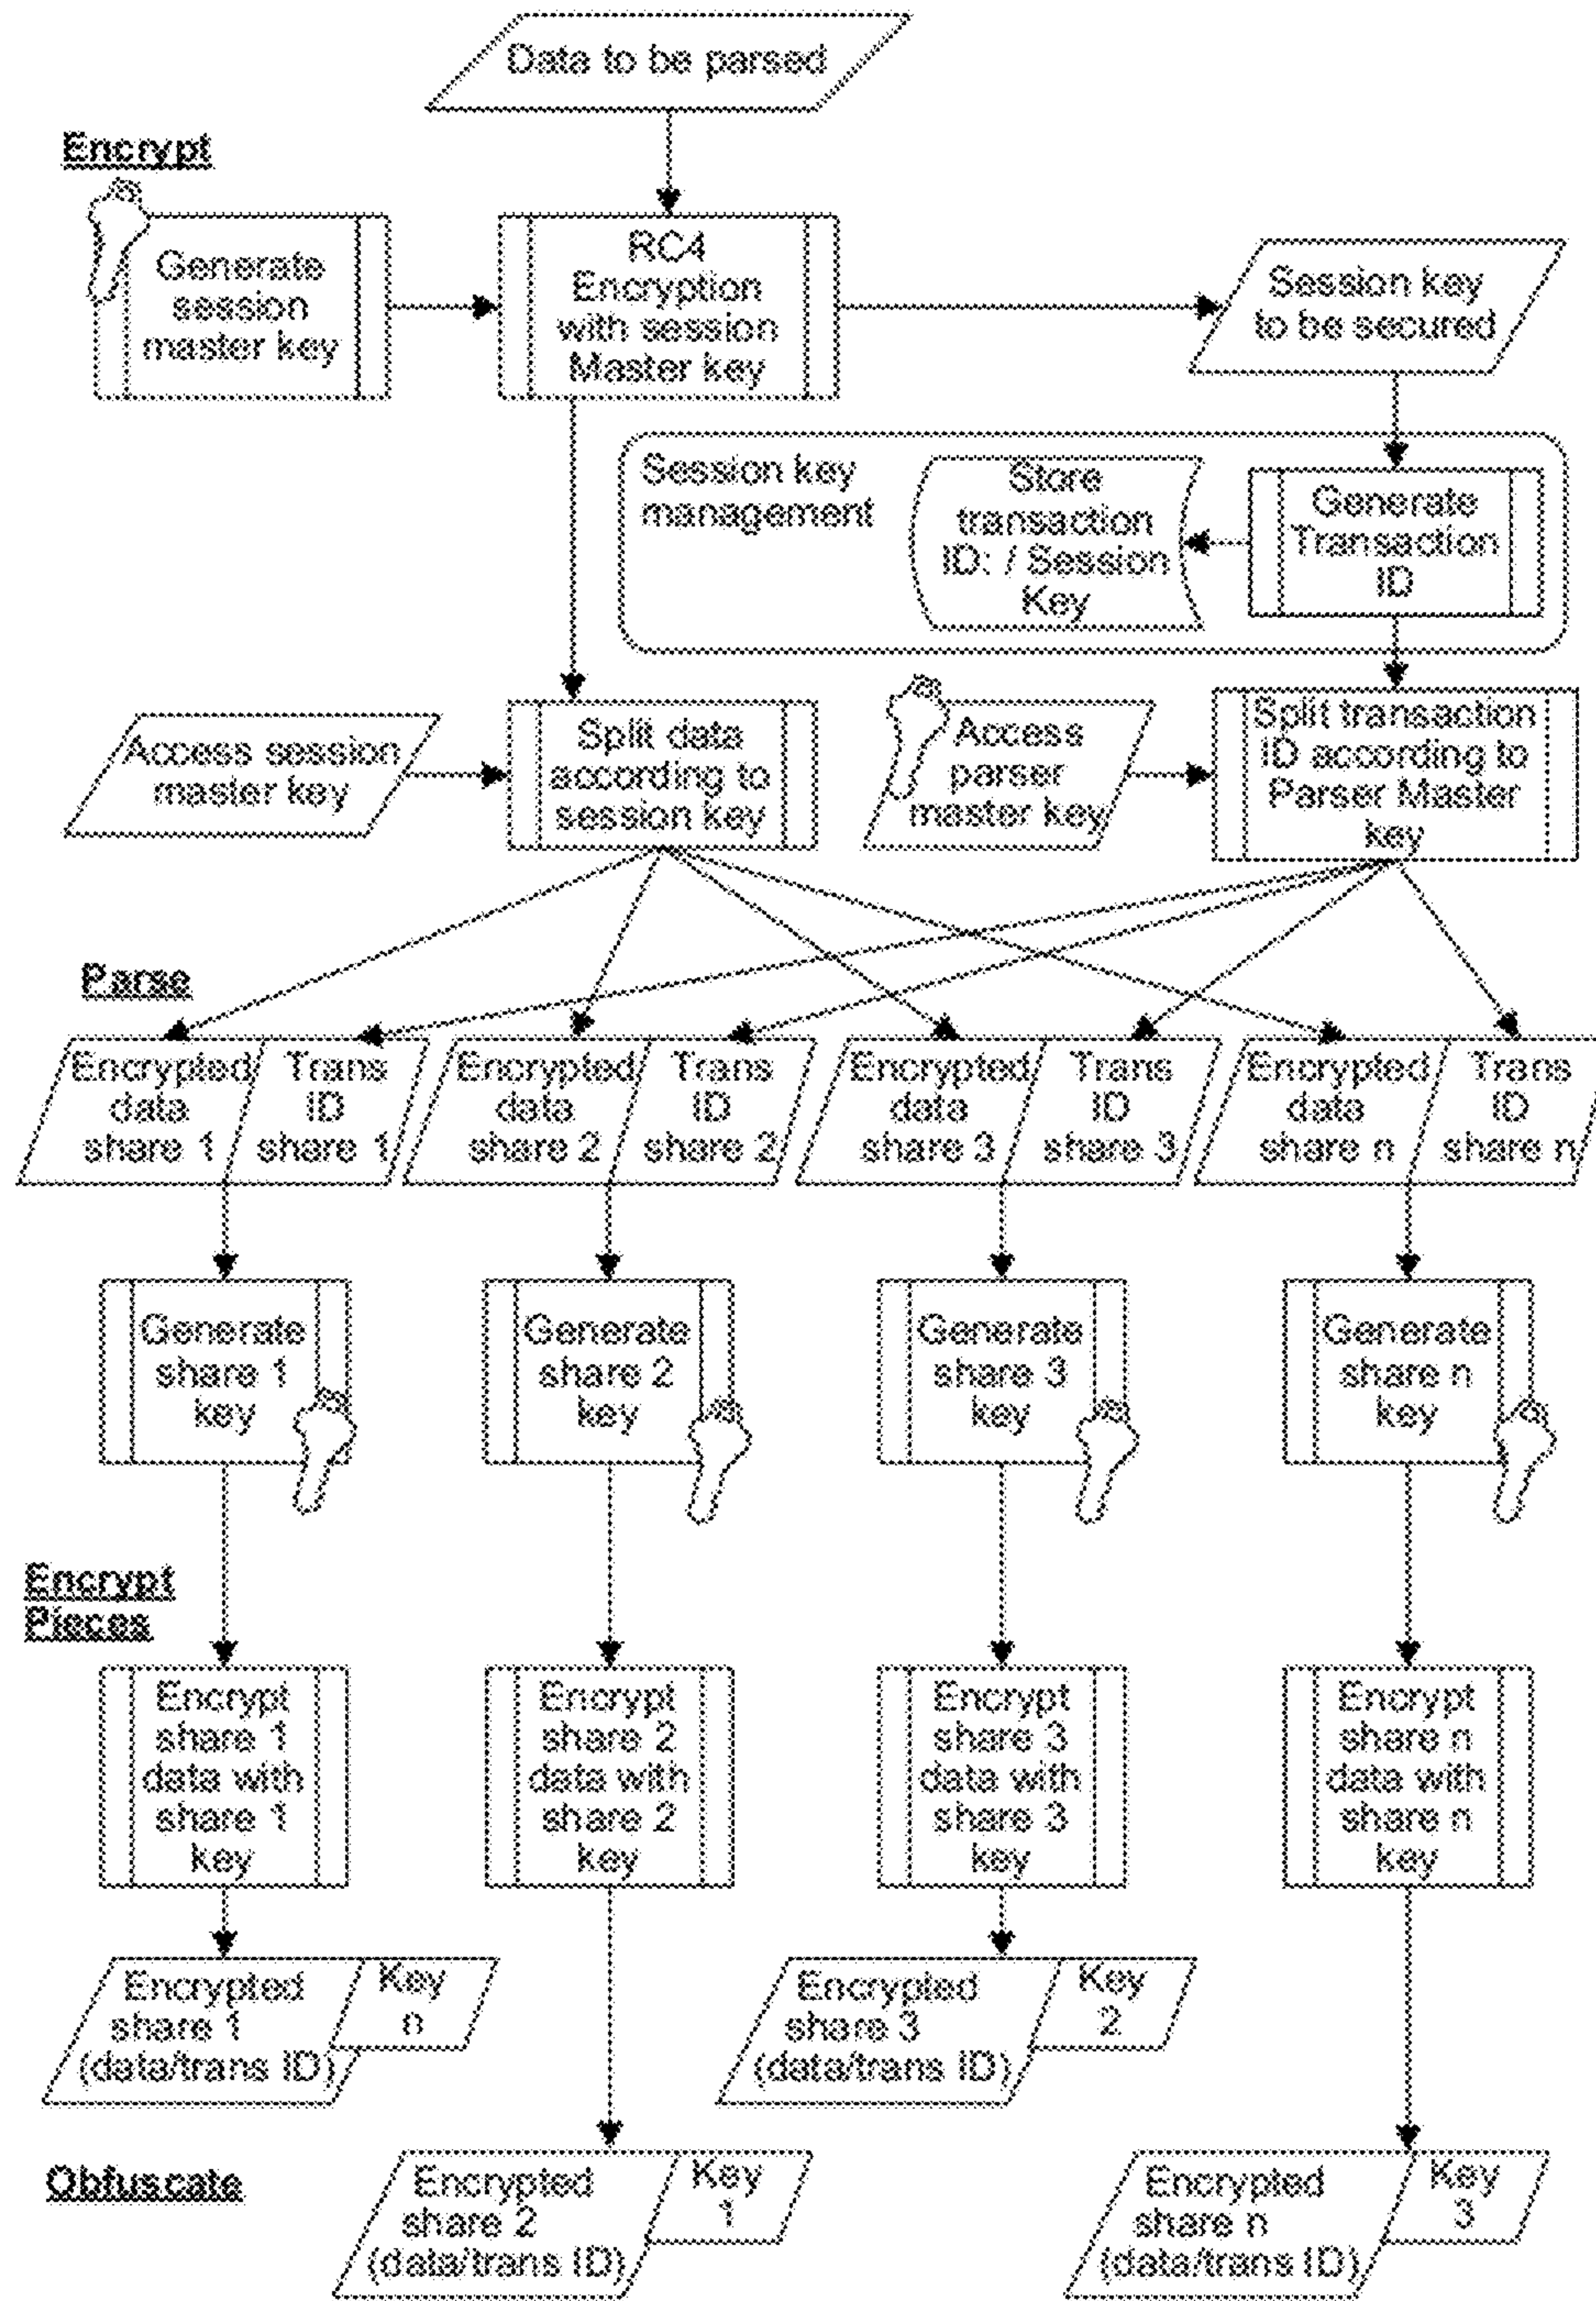 Data to be parsed
Encrypt
Generate
session
master key
RC4
Encryption
with session
Master key
Session key
to be secured
Session key
management
Store
transaction
ID: / Session
Key
Generate
Transaction
ID
Access session
master key
Split data
according to
session key
Access
parser
master key
Split transaction
ID according to
Parser Master
key
Parse
Encrypted
data
share 1
Trans
ID
share 1
Encrypted
data
share 2
Trans
ID
share 2
Encrypted
data
share 3
Trans
ID
share 3
Encrypted
data
share n
Trans
ID
share n
Generate
share 1
key
Generate
share 2
key
Generate
share 3
key
Generate
share n
key
Encrypt
Pieces
Encrypt
share 1
data with
share 1
key
Encrypt
share 2
data with
share 2
key
Encrypt
share 3
data with
share 3
key
Encrypt
share n
data with
share n
key
Encrypted
share 1
(data/trans ID)
Key
n
Encrypted
share 3
(data/trans ID)
Key
2
Obfuscate
Encrypted
share 2
(data/trans ID)
Key
1
Encrypted
share n
(data/trans ID)
Key
3